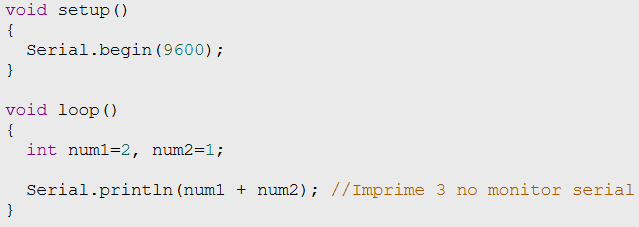 void setup()
{
  Serial.begin(9600);
}
void loop()
{
  int num1=2, num2=1;
  Serial.println(num1 + num2); //Imprime 3 no monitor serial
}